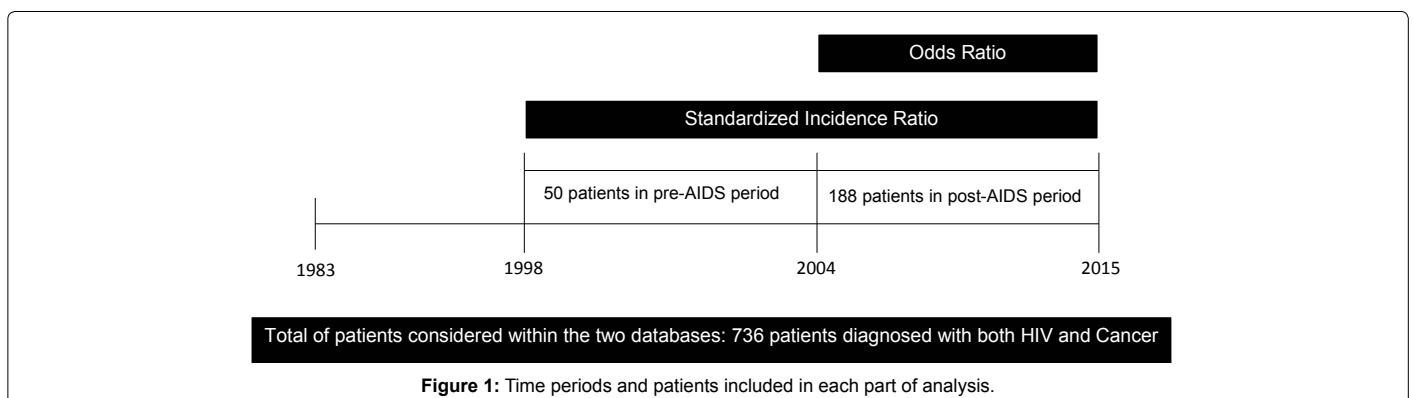 Odds Ratio
Standardized Incidence Ratio
50 patients in pre-AIDS period
188 patients in post-AIDS period
1983
1998
2004
2015
Total of patients considered within the two databases: 736 patients diagnosed with both HIV and Cancer
Figure 1: Time periods and patients included in each part of analysis.